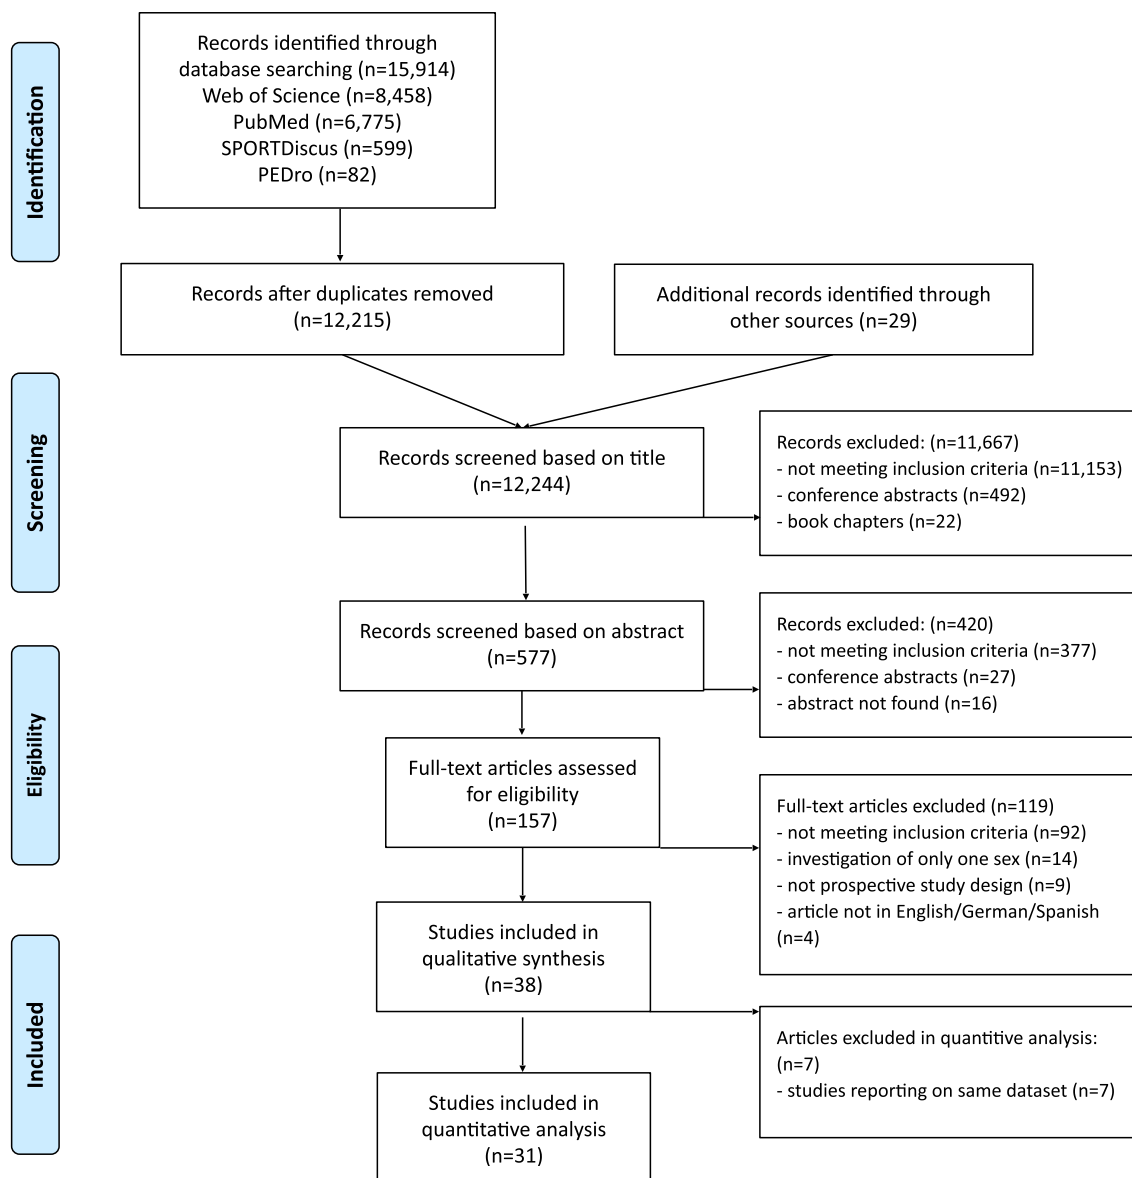 Identification
Records identified through
database searching (n=15,914)
Web of Science (n=8,458)
PubMed (n=6,775)
SPORTDiscus (n=599)
PEDro (n=82)
Records after duplicates removed
(n=12,215)
Additional records identified through
other sources (n=29)
Screening
Records screened based on title
(n=12,244)
Records excluded: (n=11,667)
- not meeting inclusion criteria (n=11,153)
- conference abstracts (n=492)
- book chapters (n=22)
Records screened based on abstract
(n=577)
Records excluded: (n=420)
- not meeting inclusion criteria (n=377)
- conference abstracts (n=27)
- abstract not found (n=16)
Eligibility
Full-text articles assessed
for eligibility
(n=157)
Full-text articles excluded (n=119)
- not meeting inclusion criteria (n=92)
- investigation of only one sex (n=14)
- not prospective study design (n=9)
- article not in English/German/Spanish
(n=4)
Included
Studies included in
qualitative synthesis
(n=38)
Articles excluded in quantive analysis:
(n=7)
- studies reporting on same dataset (n=7)
Studies included in
quantitative analysis
(n=31)